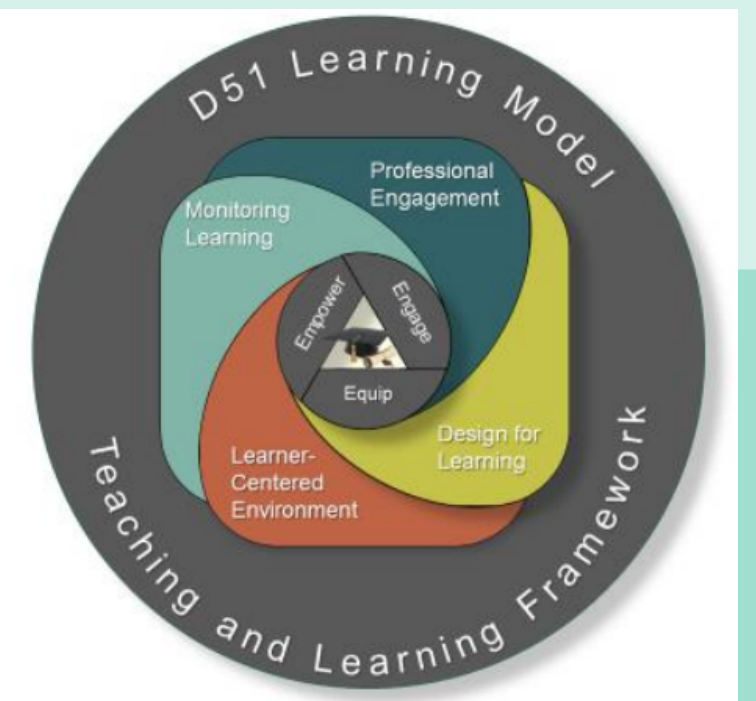 D51 Learning Model
Professional
Engagement
Monitoring
Learning
Empower
Engage
Equip
Design for
Learning
Learner-
Centered
Environment
Teaching and Learning Framework